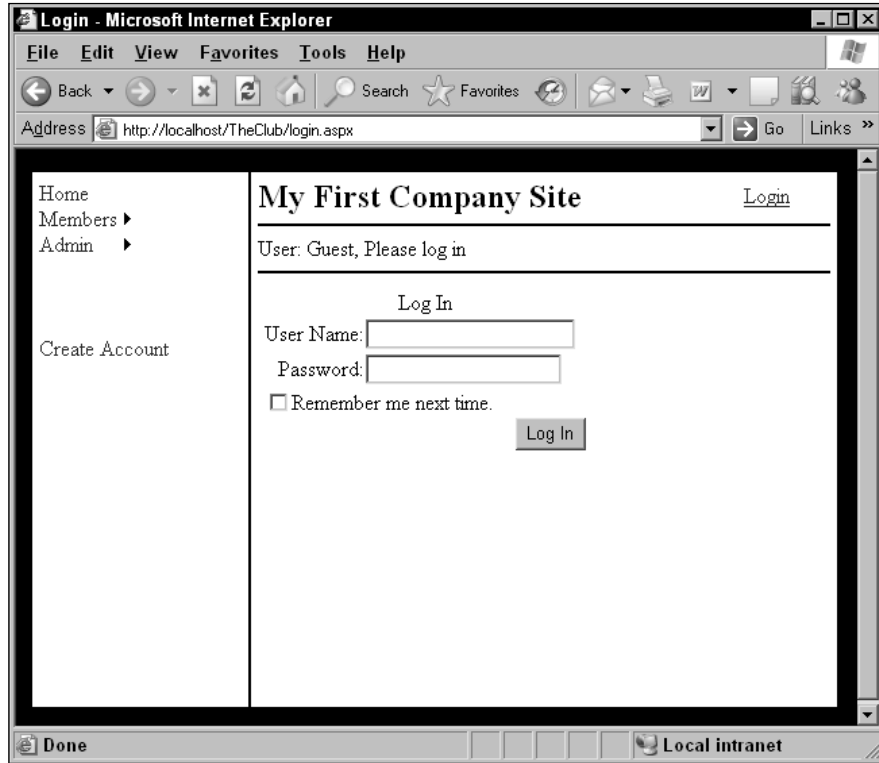 Login - Microsoft Internet Explorer
File Edit View Favorites Tools Help
Back Search Favorites W
Address http://localhost/TheClub/login.aspx Go Links »
Home
Members
Admin
Create Account
My First Company Site Login
User: Guest, Please log in
Log In
User Name:
Password:
Remember me next time.
Log In
Done Local intranet